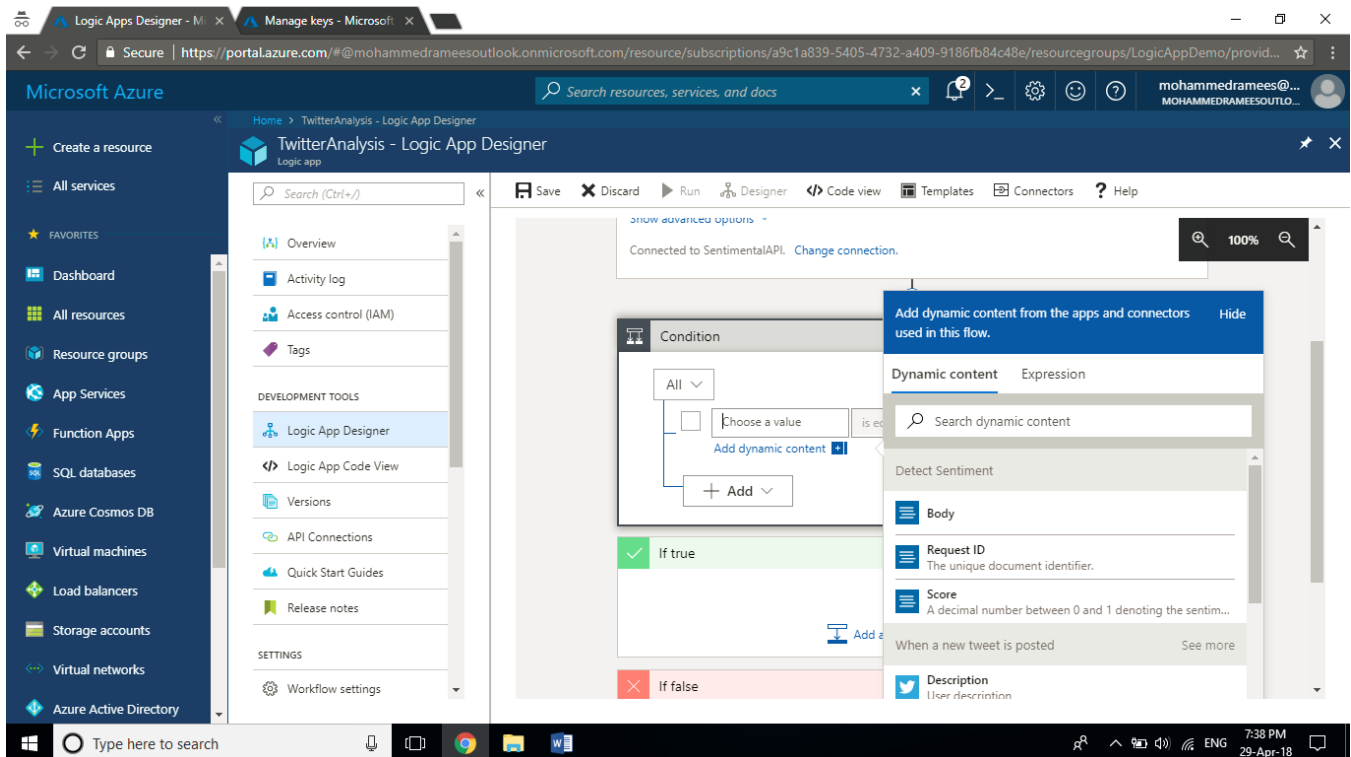 Logic Apps Designer - Mi
Manage keys - Microsoft
Secure | https://portal.azure.com/#@mohammedrameesoutlook.onmicrosoft.com/resource/subscriptions/a9c1a839-5405-4732-a409-9186fb84c48e/resourcegroups/LogicAppDemo/provid...
Microsoft Azure
Search resources, services, and docs
2
mohammedramees@...
MOHAMMEDRAMEESOUTLO...
Home > TwitterAnalysis - Logic App Designer
TwitterAnalysis - Logic App Designer
Logic app
Create a resource
All services
FAVORITES
Dashboard
All resources
Resource groups
App Services
Function Apps
SQL databases
Azure Cosmos DB
Virtual machines
Load balancers
Storage accounts
Virtual networks
Azure Active Directory
Search (Ctrl+/)
Overview
Activity log
Access control (IAM)
Tags
DEVELOPMENT TOOLS
Logic App Designer
Logic App Code View
Versions
API Connections
Quick Start Guides
Release notes
SETTINGS
Workflow settings
Save
Discard
Run
Designer
Code view
Templates
Connectors
Help
Show advanced options
Connected to SentimentalAPI. Change connection.
100%
Condition
All
Choose a value
is eq
Add dynamic content
Add
If true
Add a
If false
Add dynamic content from the apps and connectors
used in this flow.
Hide
Dynamic content
Expression
Search dynamic content
Detect Sentiment
Body
Request ID
The unique document identifier.
Score
A decimal number between 0 and 1 denoting the sentim...
When a new tweet is posted
See more
Description
User description
Type here to search
ENG
7:38 PM
29-Apr-18